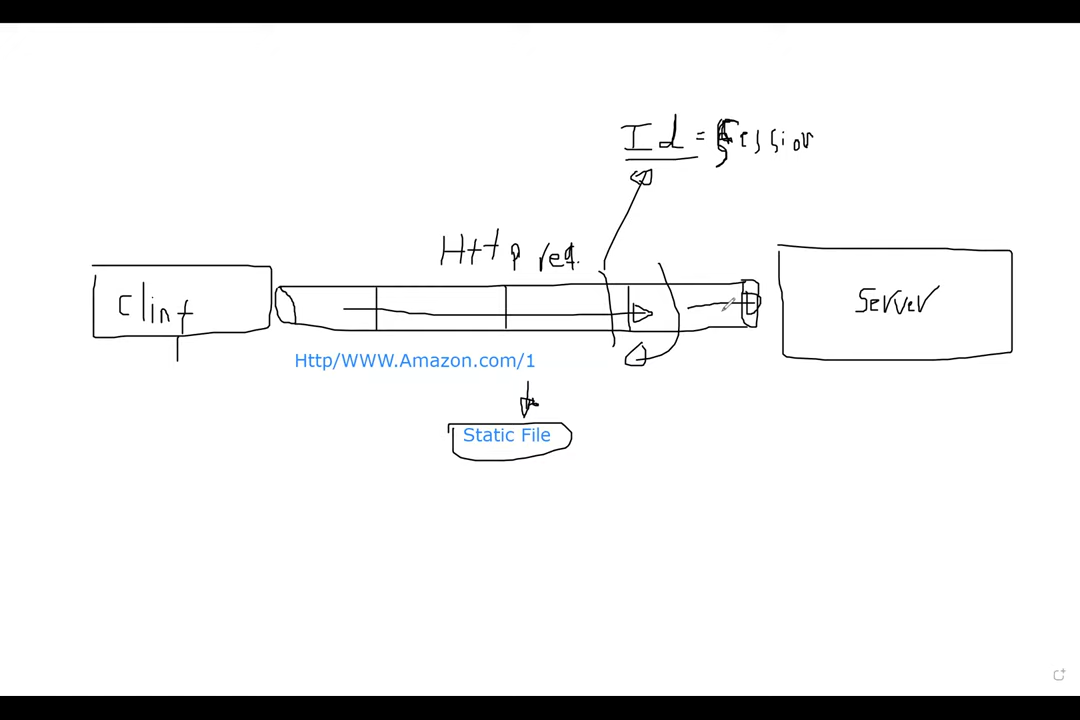 Id = Session
Http req.
Clint
Server
Http/WWW.Amazon.com/1
Static File